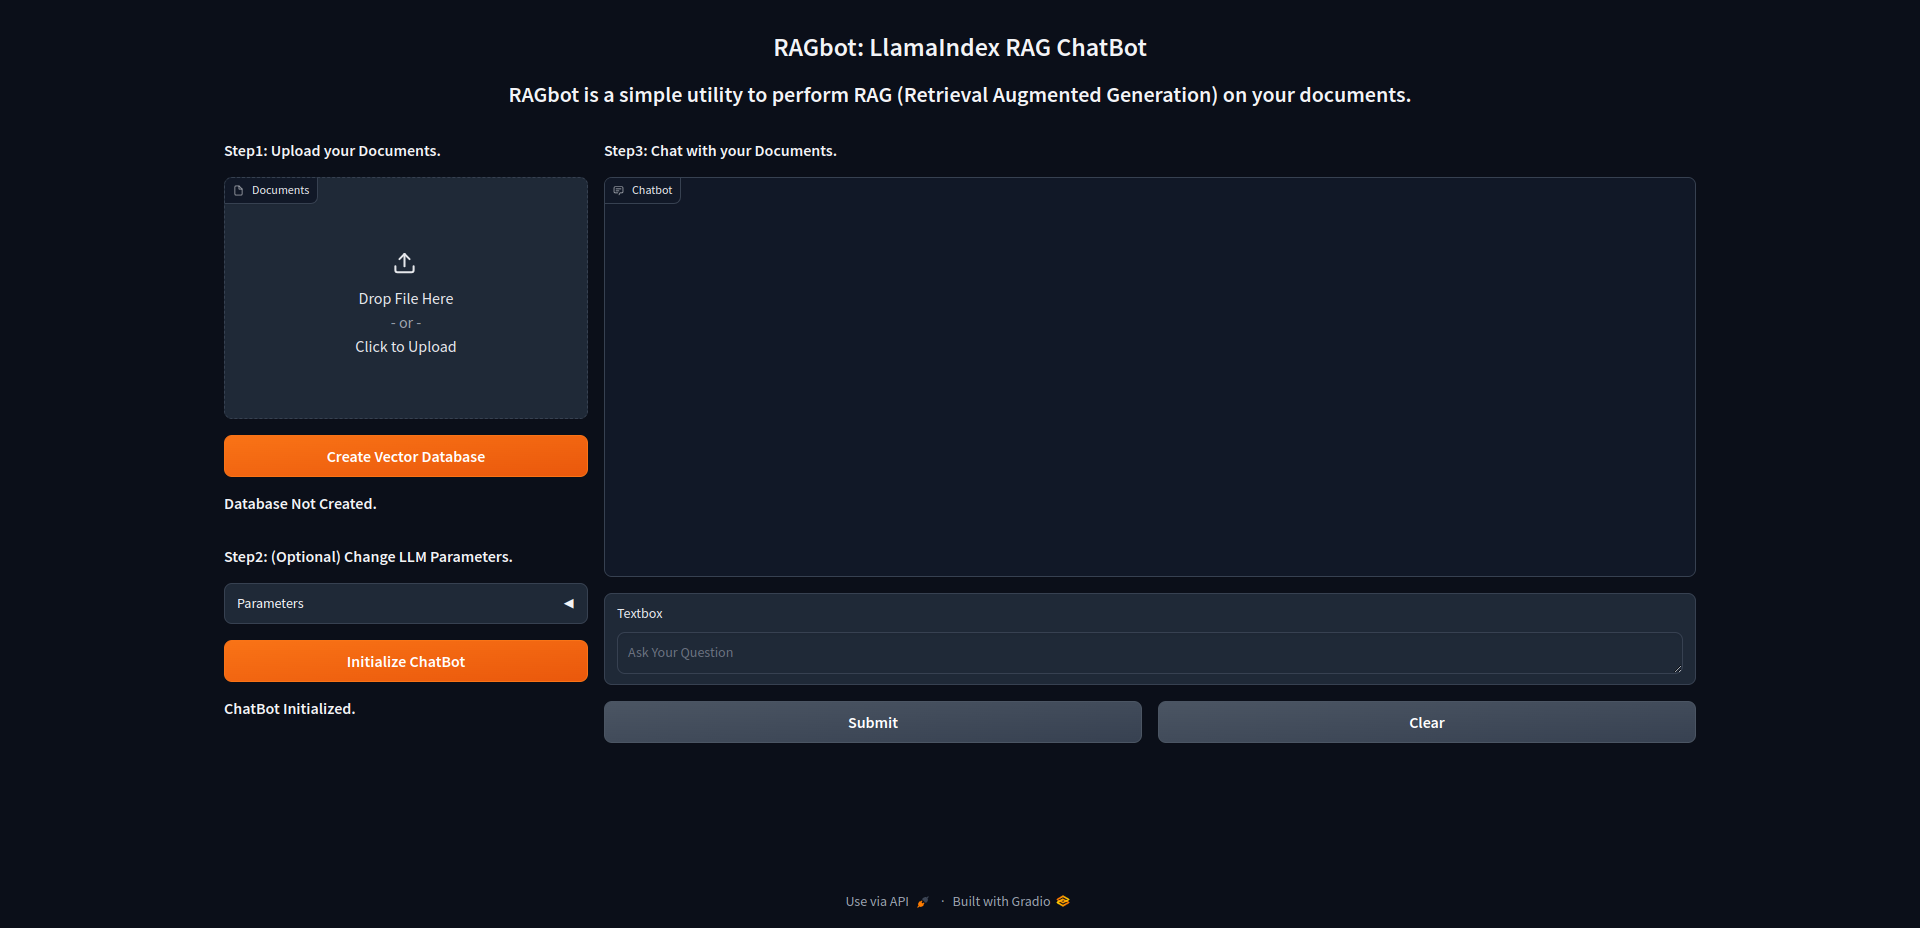 RAGbot: LlamaIndex RAG ChatBot
RAGbot is a simple utility to perform RAG (Retrieval Augmented Generation) on your documents.
Step1: Upload your Documents.
Documents
Drop File Here
- or -
Click to Upload
Create Vector Database
Database Not Created.
Step2: (Optional) Change LLM Parameters.
Parameters
Initialize ChatBot
ChatBot Initialized.
Step3: Chat with your Documents.
Chatbot
Textbox
Ask Your Question
Submit
Clear
Use via API · Built with Gradio